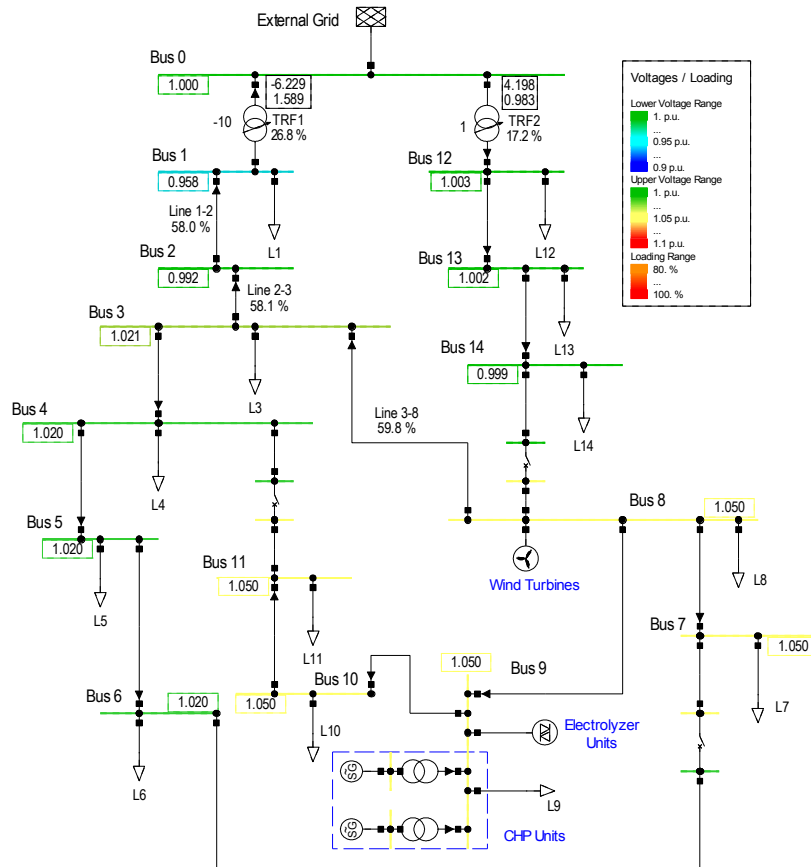 External Grid
Bus 0
1.000
-6.229
1.589
4.198
0.983
-10
TRF1
26.8 %
1
TRF2
17.2 %
Voltages / Loading
Lower Voltage Range
1. p.u.
...
0.95 p.u.
...
0.9 p.u.
Upper Voltage Range
1. p.u.
...
1.05 p.u.
...
1.1 p.u.
Loading Range
80. %
...
100. %
Bus 1
0.958
Bus 12
1.003
Line 1-2
58.0 %
L1
L12
Bus 2
0.992
Bus 13
1.002
Line 2-3
58.1 %
Bus 3
1.021
L13
Bus 14
0.999
L3
Bus 4
1.020
Line 3-8
59.8 %
L14
L4
Bus 8
1.050
Bus 5
1.020
Wind Turbines
L8
Bus 11
1.050
L5
Bus 7
1.050
L11
1.050
Bus 9
Bus 6
1.020
Bus 10
1.050
L7
L10
Electrolyzer
Units
L6
SG
~
L9
SG
~
CHP Units